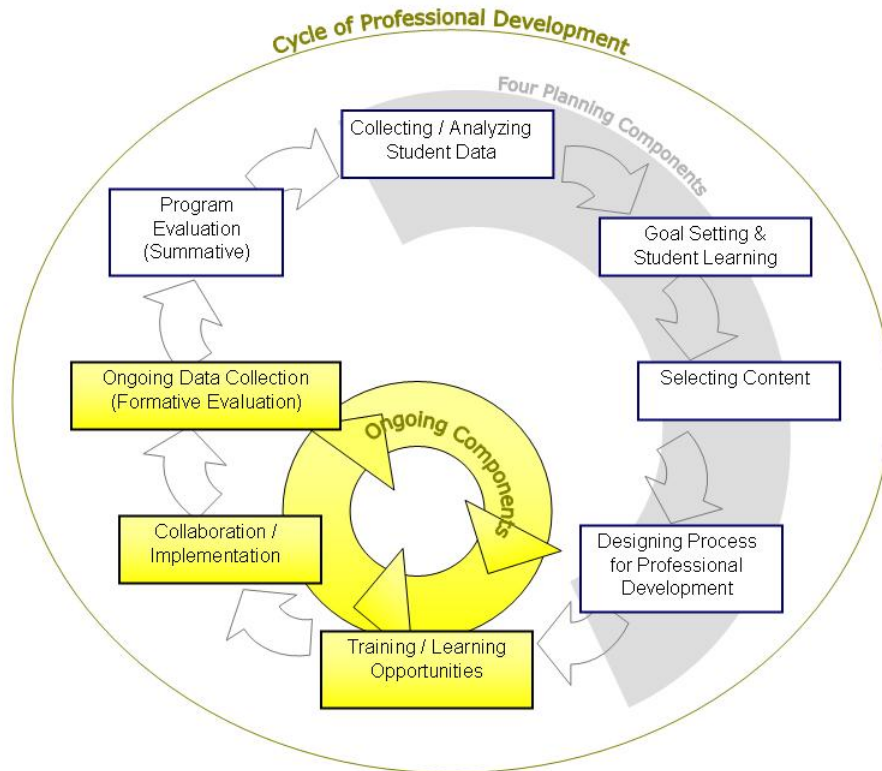 Cycle of Professional Development
Four Planning Components
Collecting / Analyzing
Student Data
Goal Setting &
Student Learning
Selecting Content
Designing Process
for Professional
Development
Training / Learning
Opportunities
Collaboration /
Implementation
Ongoing Data Collection
(Formative Evaluation)
Program
Evaluation
(Summative)
Ongoing Components